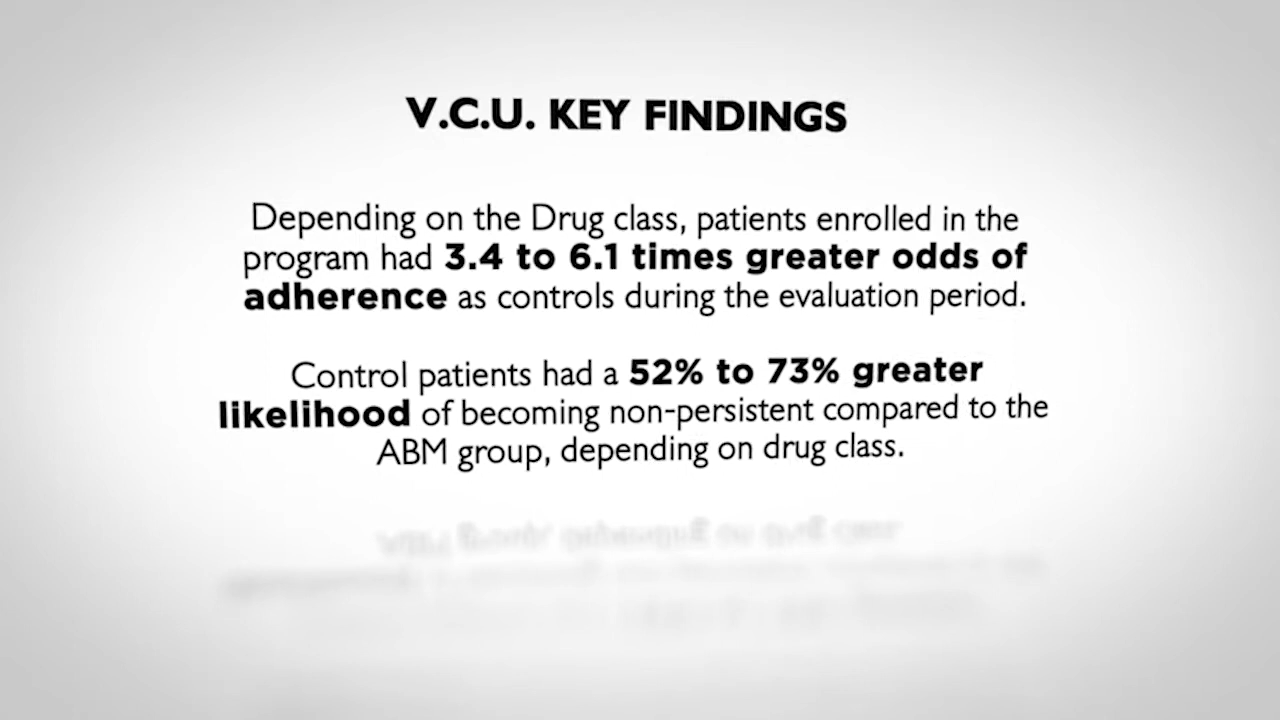 V.C.U. KEY FINDINGS
Depending on the Drug class, patients enrolled in the
program had 3.4 to 6.1 times greater odds of
adherence as controls during the evaluation period.
Control patients had a 52% to 73% greater
likelihood of becoming non-persistent compared to the
ABM group, depending on drug class.